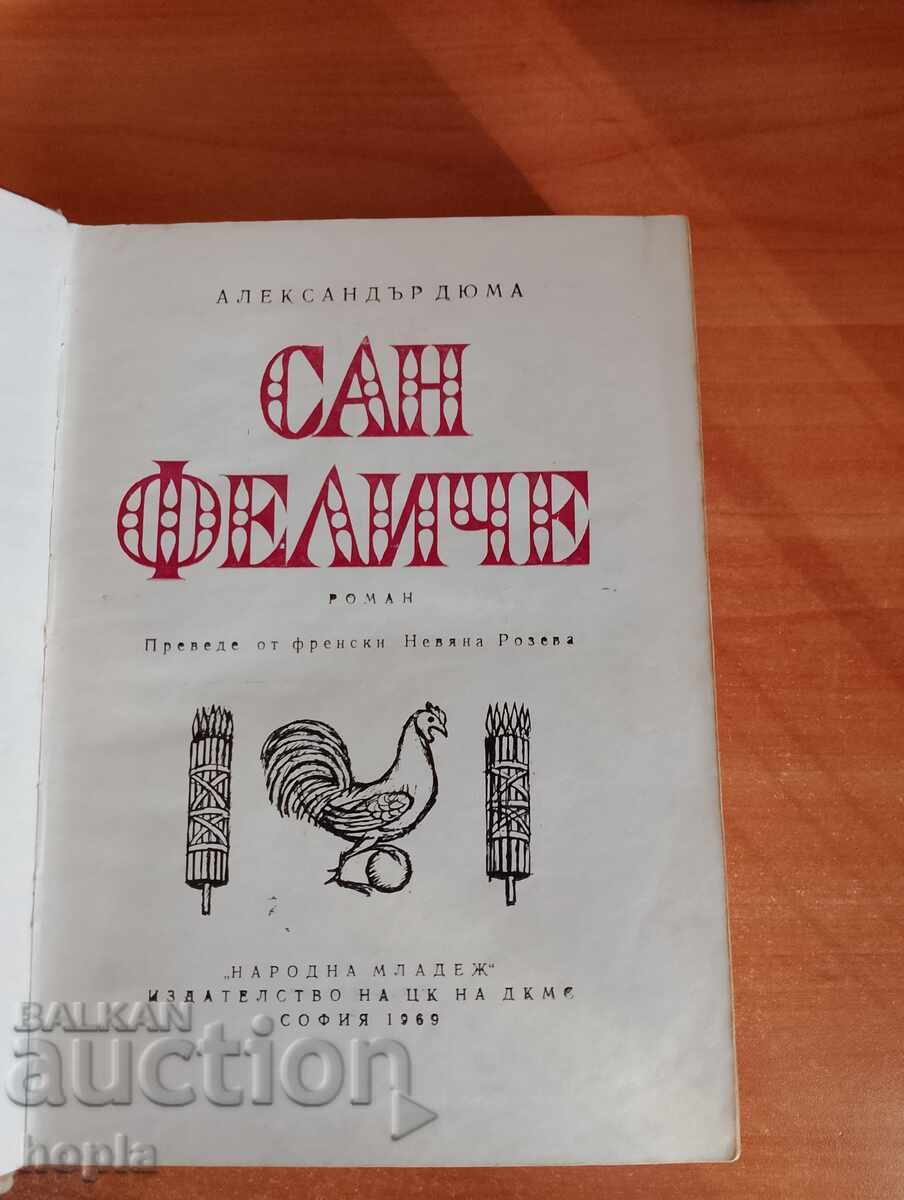 АЛЕКСАНДЪР ДЮМА
САН
ФЕЛИЧЕ
РОМАН
Преведе от френски Невяна Розева
„НАРОДНА МЛАДЕЖ“
ИЗДАТЕЛСТВО НА ЦК НА ДКМС
СОФИЯ 1969
BALKAN
auction
hopla